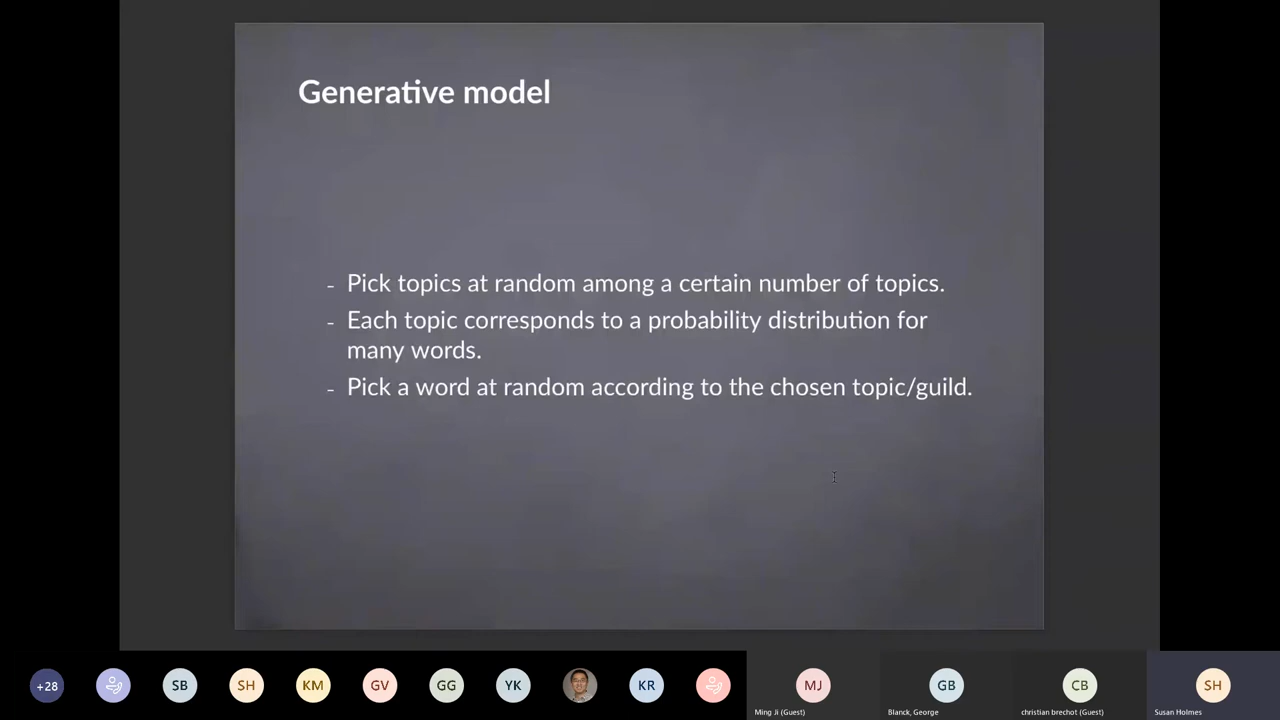 Generative model
- Pick topics at random among a certain number of topics.
- Each topic corresponds to a probability distribution for
many words.
- Pick a word at random according to the chosen topic/guild.
+28
SB
SH
KM
GV
GG
YK
KR
MJ
GB
CB
SH
Ming Ji (Guest)
Blanck, George
christian brechot (Guest)
Susan Holmes